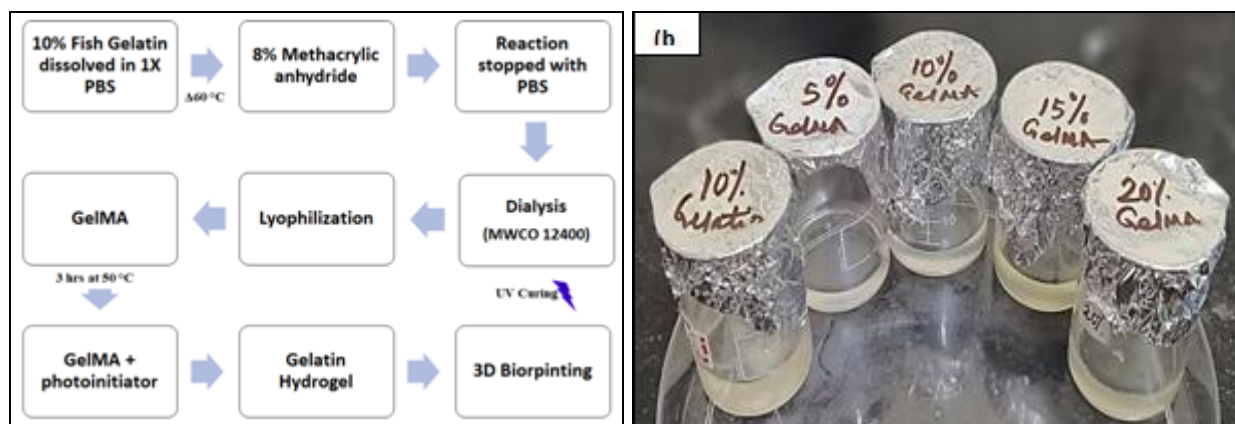 10% Fish Gelatin
dissolved in 1X
PBS
Δ60 °C
8% Methacrylic
anhydride
Reaction
stopped with
PBS
GelMA
Lyophilization
Dialysis
(MWCO 12400)
3 hrs at 50 °C
UV Curing
GelMA +
photoinitiator
Gelatin
Hydrogel
3D Biorpinting
(b
10%
Gelatin
5%
GelMA
10%
GelMA
15%
GelMA
20%
GelMA